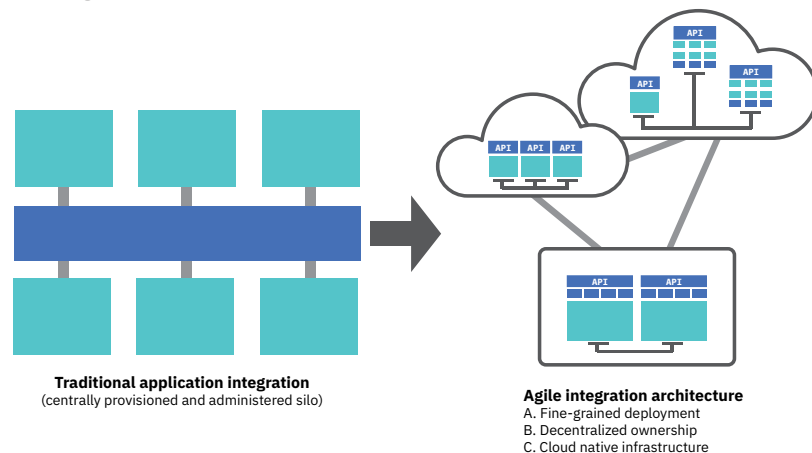 API
API
API
API
API
API
API
API
Traditional application integration
(centrally provisioned and administered silo)
Agile integration architecture
A. Fine-grained deployment
B. Decentralized ownership
C. Cloud native infrastructure